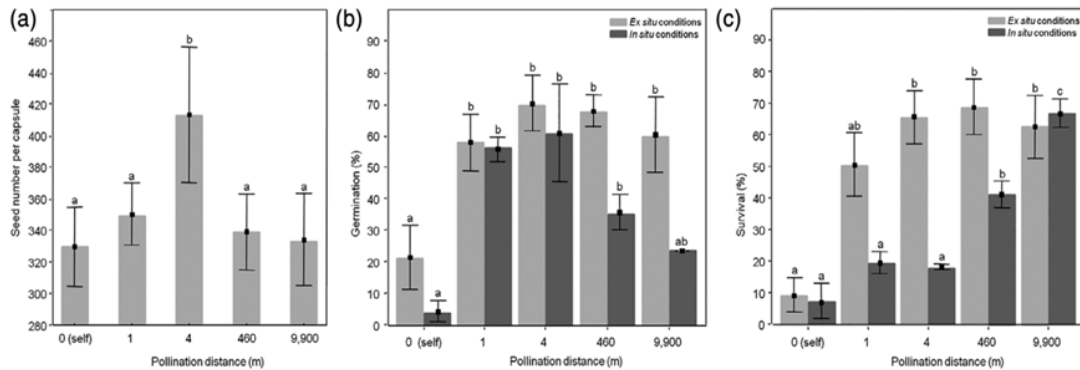 (a)
Seed number per capsule
460
440
420
400
380
360
340
320
300
280
a
a
b
a
a
0 (self)
1
4
460
9,900
Pollination distance (m)
(b)
Ex situ conditions
In situ conditions
Germination (%)
90
80
70
60
50
40
30
20
10
0
a
a
b
b
b
b
b
b
b
ab
0 (self)
1
4
460
9,900
Pollination distance (m)
(c)
Ex situ conditions
In situ conditions
Survival (%)
90
80
70
60
50
40
30
20
10
0
a
a
ab
a
b
a
b
b
b
c
0 (self)
1
4
460
9,900
Pollination distance (m)